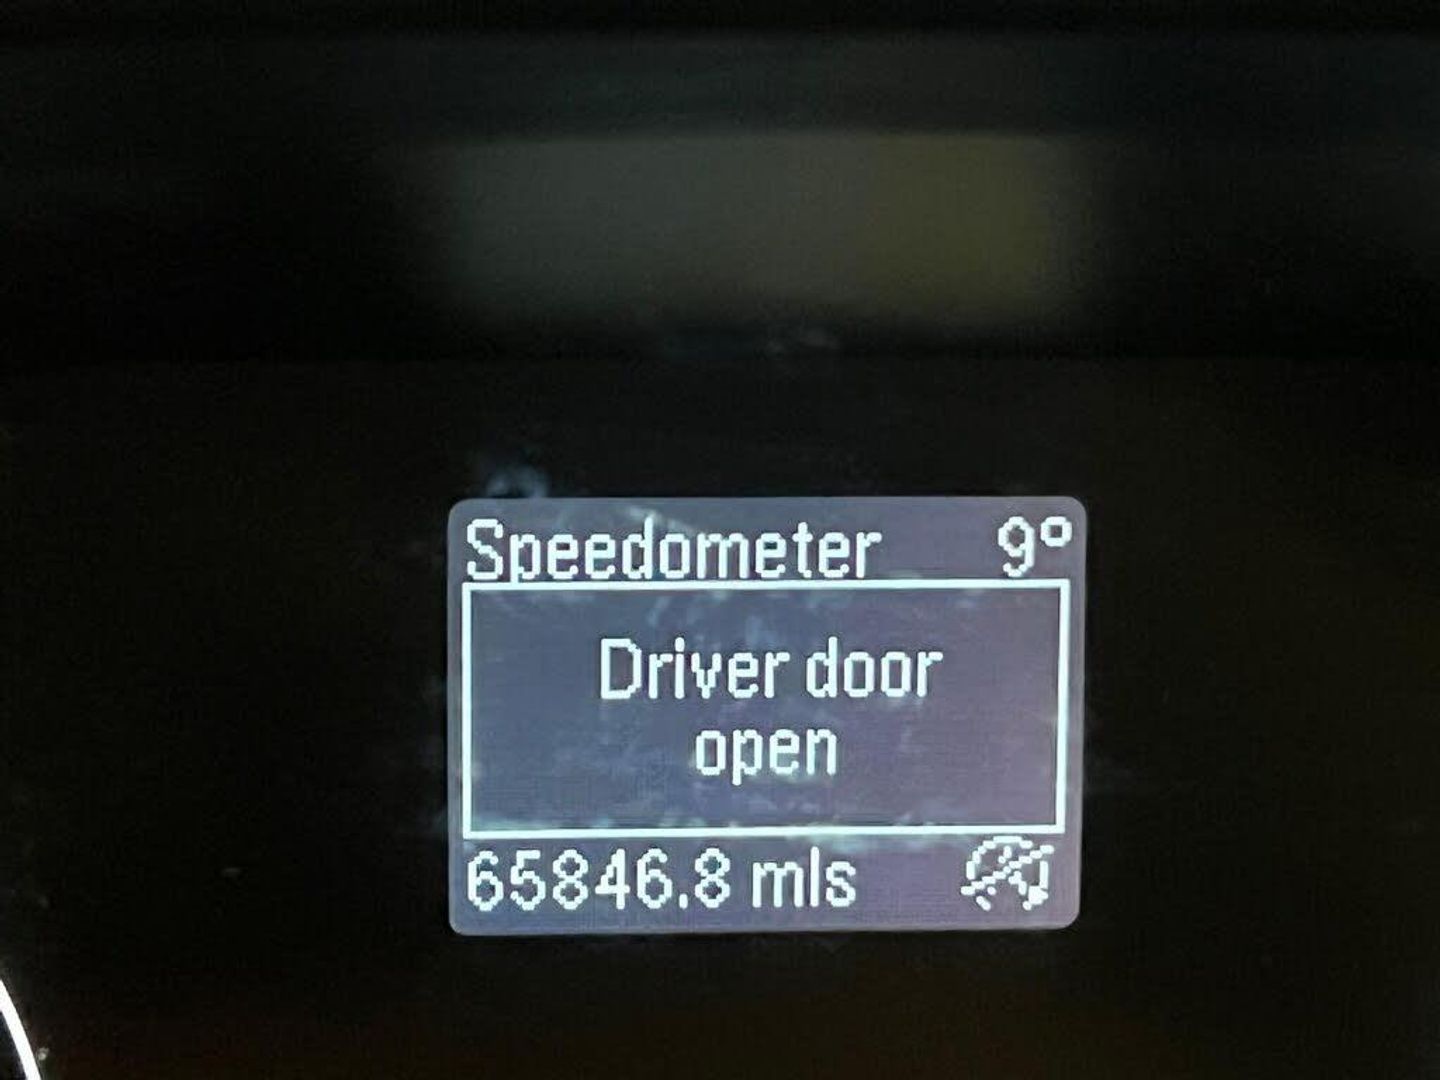 Speedometer 9°
Driver door
open
65846.8 mls